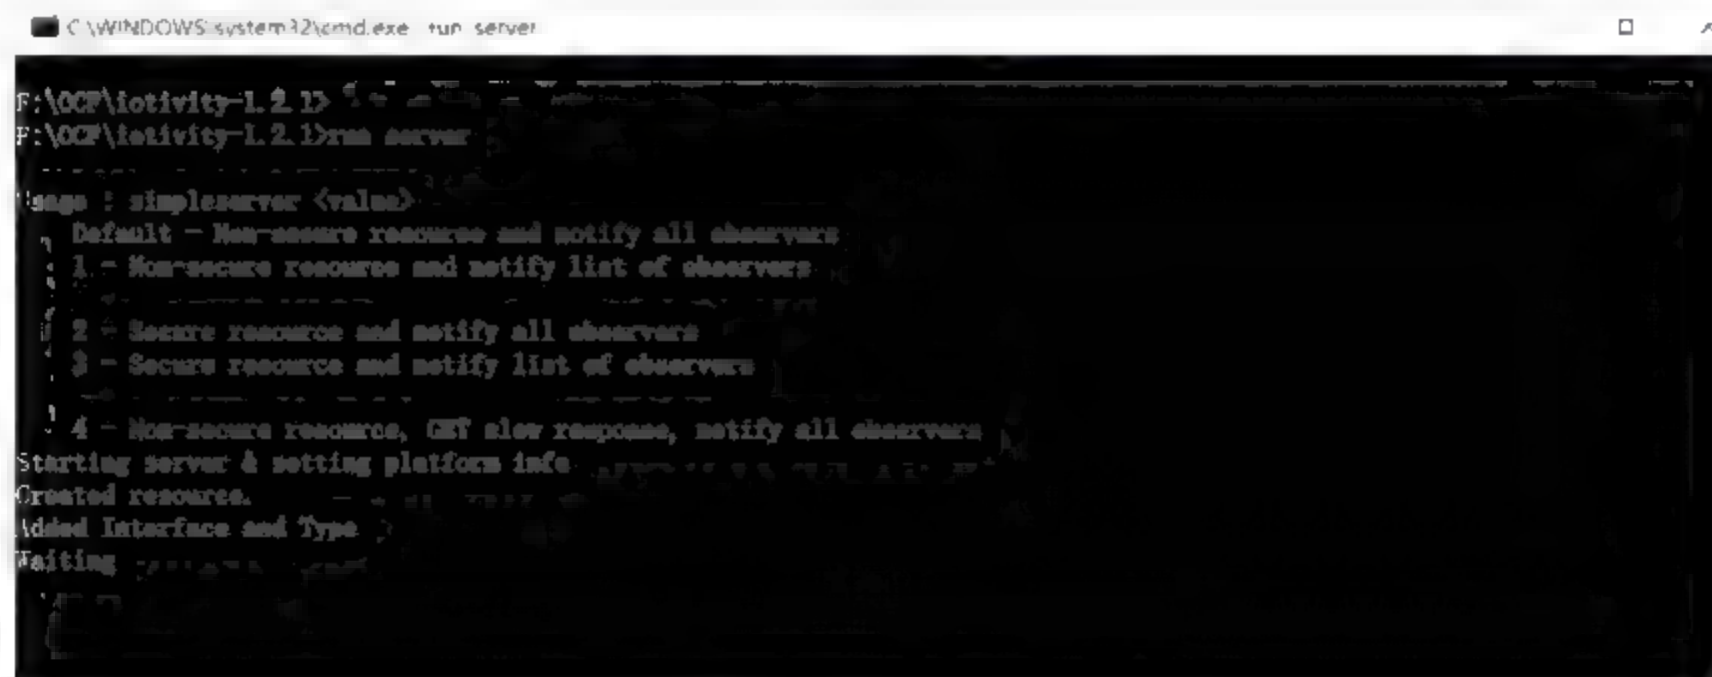 C:\WINDOWS\system32\cmd.exe - run server
F:\OCF\iotivity-1.2.1>
F:\OCF\iotivity-1.2.1>run server
Usage : simpleserver <value>
Default - Non-secure resource and notify all observers
1 - Non-secure resource and notify list of observers
2 - Secure resource and notify all observers
3 - Secure resource and notify list of observers
4 - Non-secure resource, GET slow response, notify all observers
Starting server & setting platform info
Created resource.
Added Interface and Type
Waiting